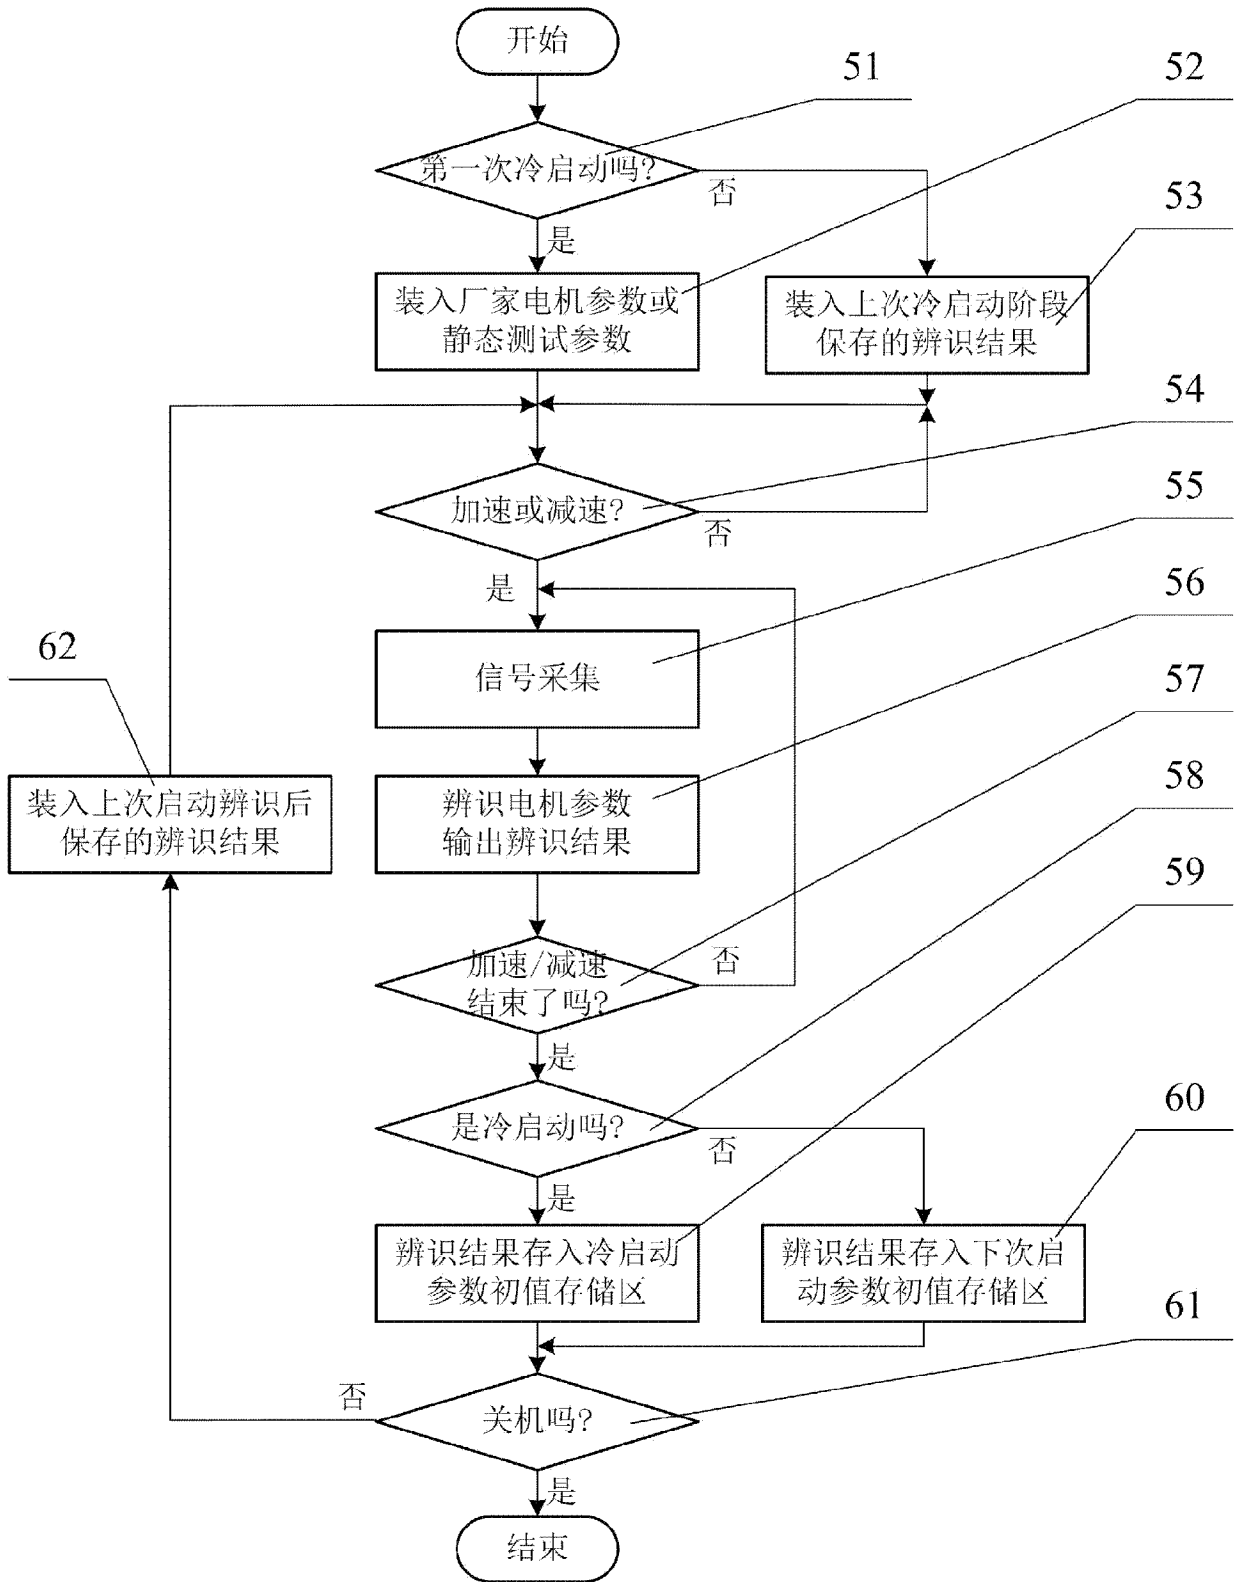 开始
51
52
第一次冷启动吗?
否
53
是
装入厂家电机参数或
静态测试参数
装入上次冷启动阶段
保存的辨识结果
54
加速或减速?
否
55
是
56
62
信号采集
57
装入上次启动辨识后
保存的辨识结果
辨识电机参数
输出辨识结果
58
59
加速/减速
结束了吗?
否
是
60
是冷启动吗?
否
是
辨识结果存入冷启动
参数初值存储区
辨识结果存入下次启
动参数初值存储区
61
否
关机吗?
是
结束